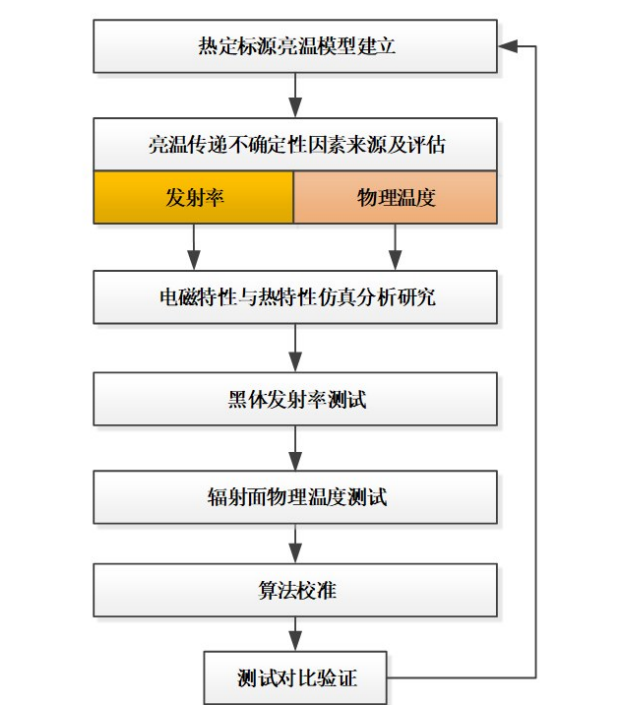 热定标源亮温模型建立
亮温传递不确定性因素来源及评估
发射率
物理温度
电磁特性与热特性仿真分析研究
黑体发射率测试
辐射面物理温度测试
算法校准
测试对比验证